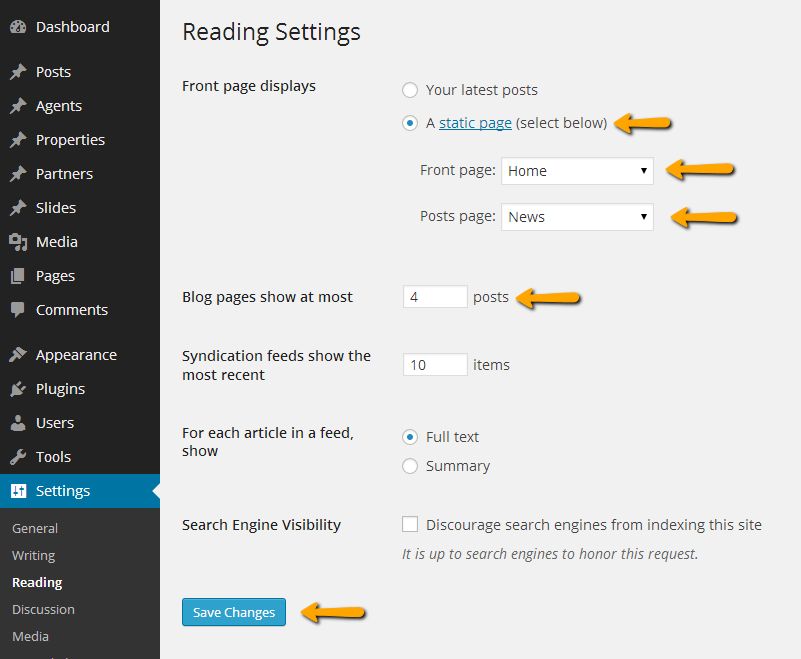 Dashboard
Posts
Agents
Properties
Partners
Slides
Media
Pages
Comments
Appearance
Plugins
Users
Tools
Settings
General
Writing
Reading
Discussion
Media
Reading Settings
Front page displays
Your latest posts
A static page (select below)
Front page: Home
Posts page: News
Blog pages show at most
4 posts
Syndication feeds show the
most recent
10 items
For each article in a feed,
show
Full text
Summary
Search Engine Visibility
Discourage search engines from indexing this site
It is up to search engines to honor this request.
Save Changes